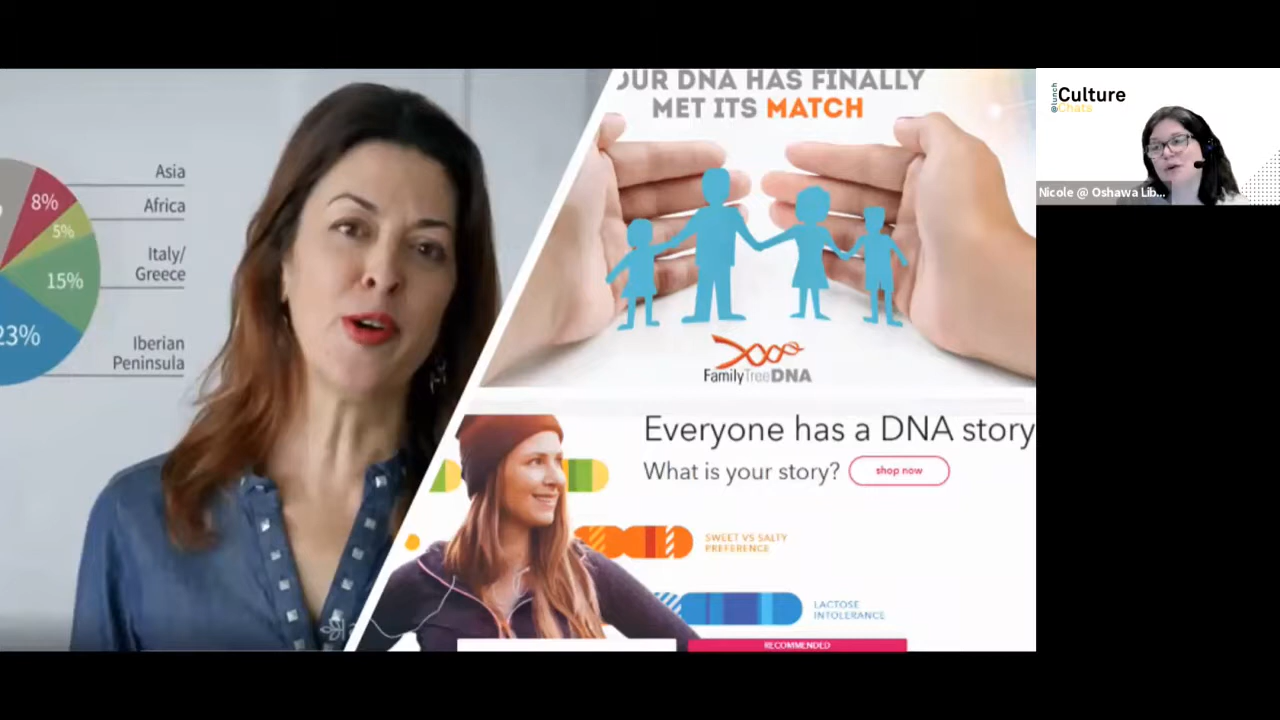 Asia
8%
Africa
5%
Italy/
Greece
15%
23%
Iberian
Peninsula
OUR DNA HAS FINALLY
MET ITS MATCH
FamilyTreeDNA
Everyone has a DNA story
What is your story?
shop now
SWEET VS SALTY
PREFERENCE
LACTOSE
INTOLERANCE
RECOMMENDED
@lunch
Culture
Chats
Nicole @ Oshawa Lib...